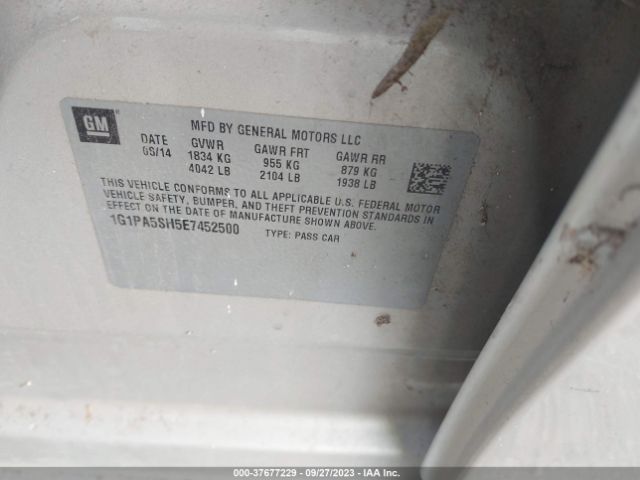 GM
MFD BY GENERAL MOTORS LLC
DATE GVWR GAWR FRT GAWR RR
05/14 1834 KG 955 KG 879 KG
4042 LB 2104 LB 1938 LB
THIS VEHICLE CONFORMS TO ALL APPLICABLE U.S. FEDERAL MOTOR
VEHICLE SAFETY, BUMPER, AND THEFT PREVENTION STANDARDS IN
EFFECT ON THE DATE OF MANUFACTURE SHOWN ABOVE.
1G1PA5SH5E7452500 TYPE: PASS CAR
000-37677229 - 09/27/2023 - IAA Inc.